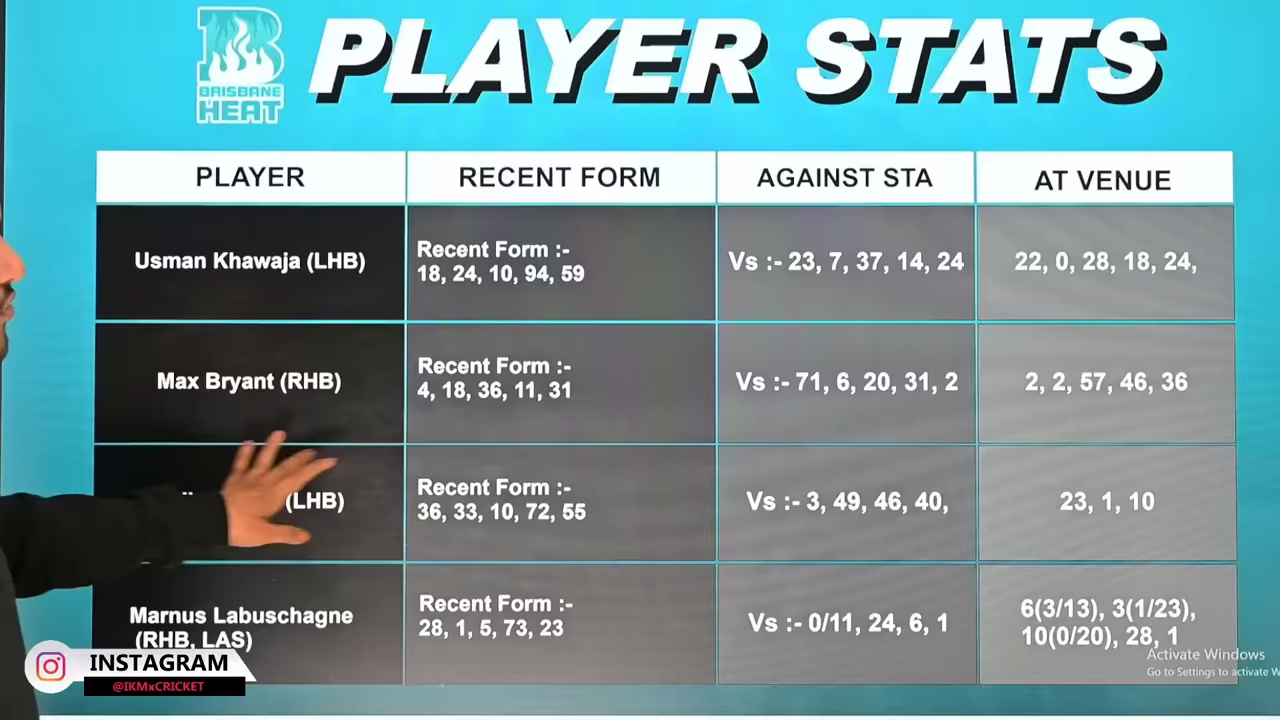 BRISBANE
HEAT
PLAYER STATS
PLAYER
RECENT FORM
AGAINST STA
AT VENUE
Usman Khawaja (LHB)
Recent Form :-
18, 24, 10, 94, 59
Vs :- 23, 7, 37, 14, 24
22, 0, 28, 18, 24,
Max Bryant (RHB)
Recent Form :-
4, 18, 36, 11, 31
Vs :- 71, 6, 20, 31, 2
2, 2, 57, 46, 36
(LHB)
Recent Form :-
36, 33, 10, 72, 55
Vs :- 3, 49, 46, 40,
23, 1, 10
Marnus Labuschagne
(RHB, LAS)
Recent Form :-
28, 1, 5, 73, 23
Vs :- 0/11, 24, 6, 1
6(3/13), 3(1/23),
10(0/20), 28, 1
Activate Windows
Go to Settings to activate W
INSTAGRAM
@IKMxCRICKET